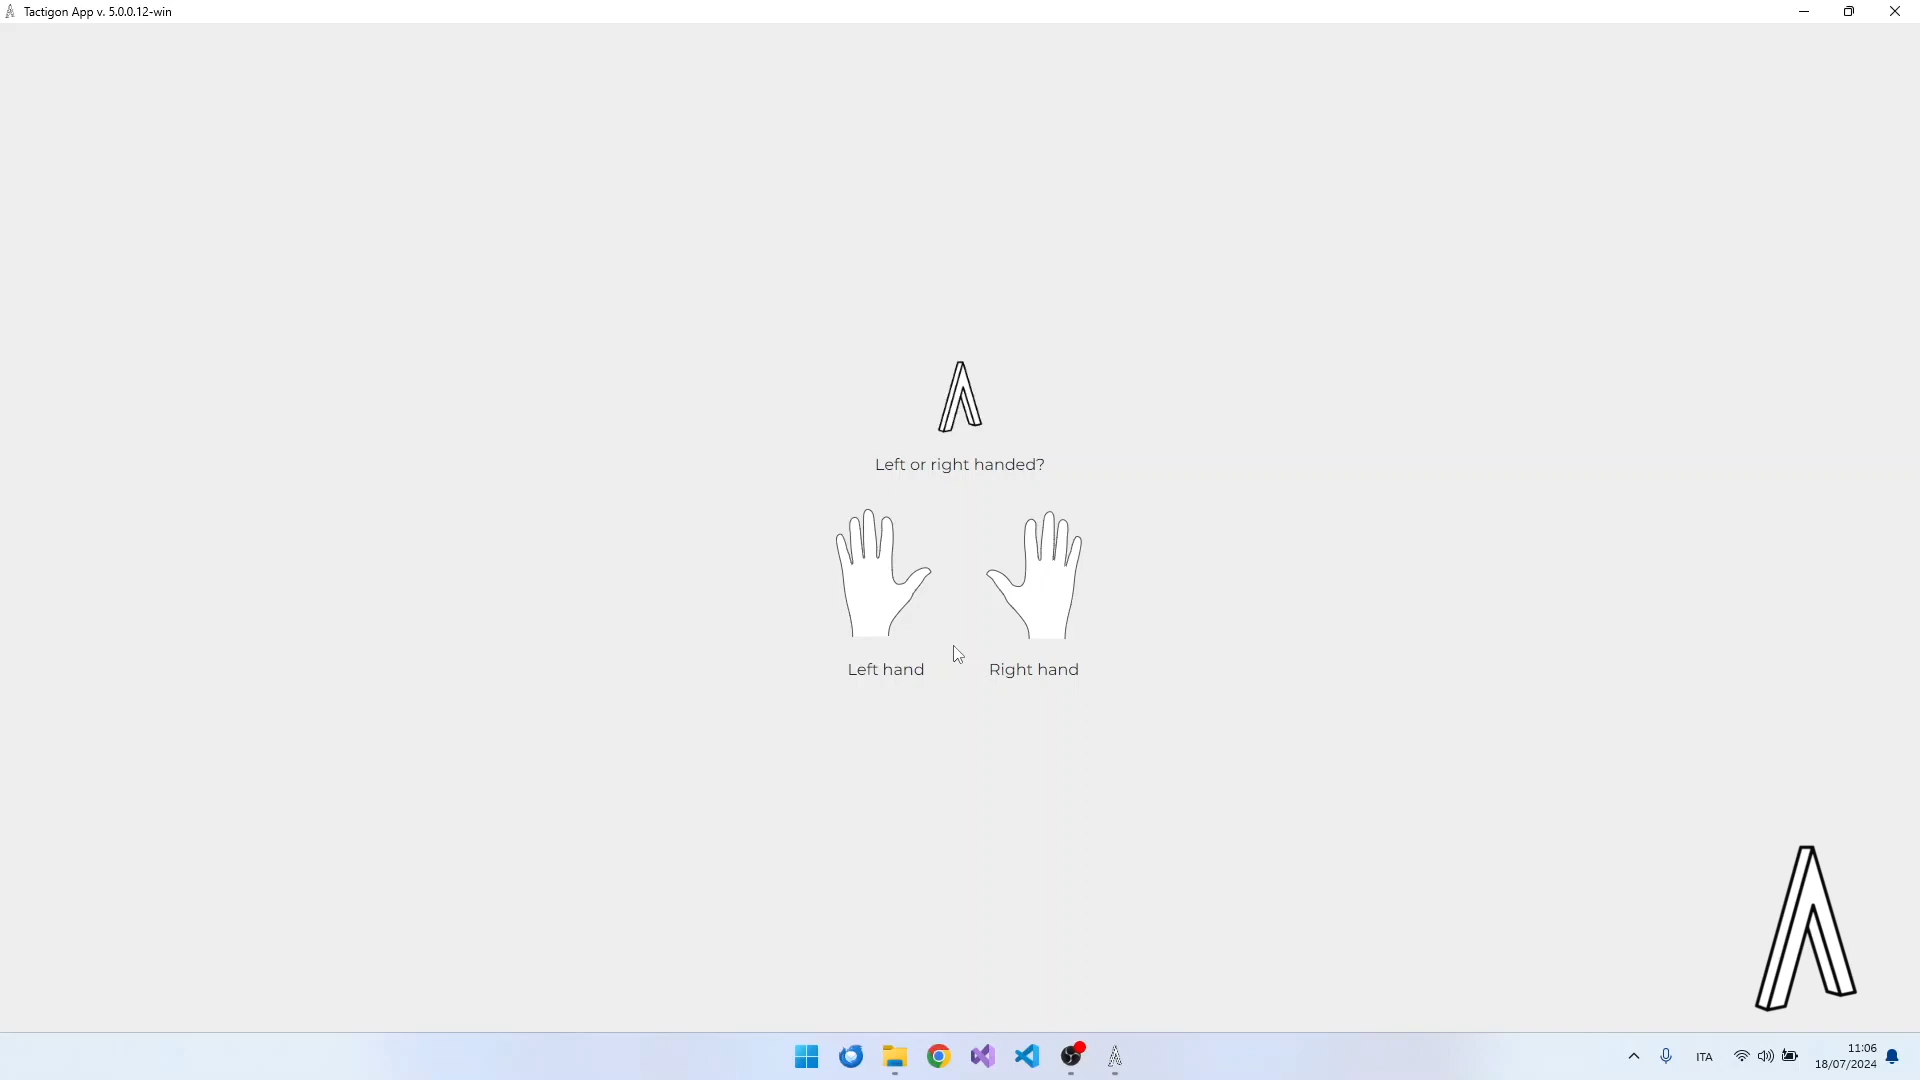 Tactigon App v. 5.0.0.12-win
Left or right handed?
Left hand
Right hand
ITA
11:06
18/07/2024